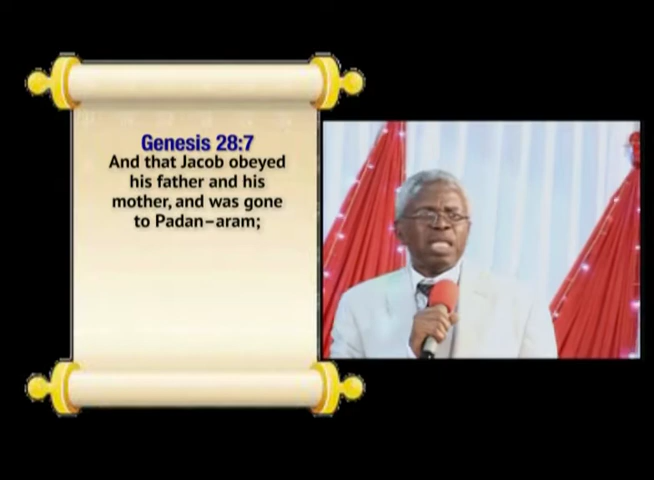 Genesis 28:7
And that Jacob obeyed
his father and his
mother, and was gone
to Padan-aram;